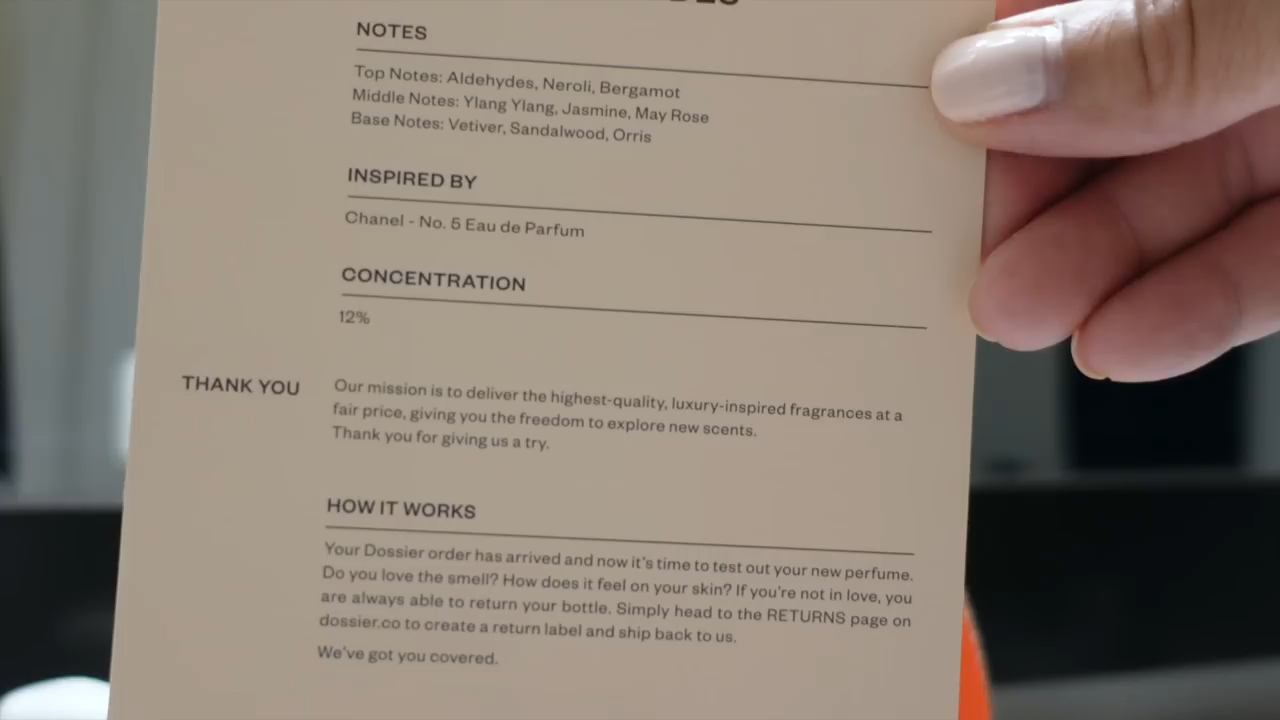 NOTES
Top Notes: Aldehydes, Neroli, Bergamot
Middle Notes: Ylang Ylang, Jasmine, May Rose
Base Notes: Vetiver, Sandalwood, Orris
INSPIRED BY
Chanel - No. 5 Eau de Parfum
CONCENTRATION
12%
THANK YOU
Our mission is to deliver the highest-quality, luxury-inspired fragrances at a
fair price, giving you the freedom to explore new scents.
Thank you for giving us a try.
HOW IT WORKS
Your Dossier order has arrived and now it's time to test out your new perfume.
Do you love the smell? How does it feel on your skin? If you're not in love, you
are always able to return your bottle. Simply head to the RETURNS page on
dossier.co to create a return label and ship back to us.
We've got you covered.